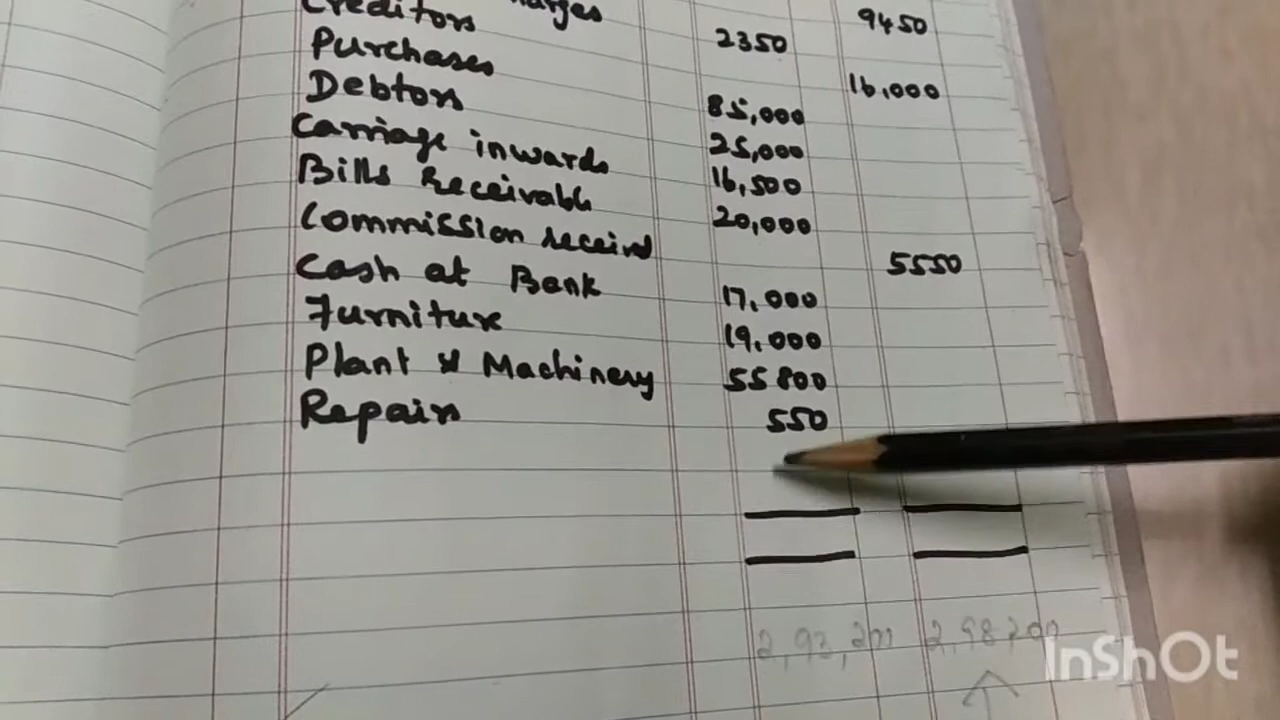 9450
Creditors
2350
Purchases
16,000
Debtors 85,000
Carriage inwards 25,000
Bills Receivable 16,500
Commission received 20,000
5550
Cash at Bank 17,000
Furniture 19,000
Plant & Machinery 55800
Repairs 550
InShOt